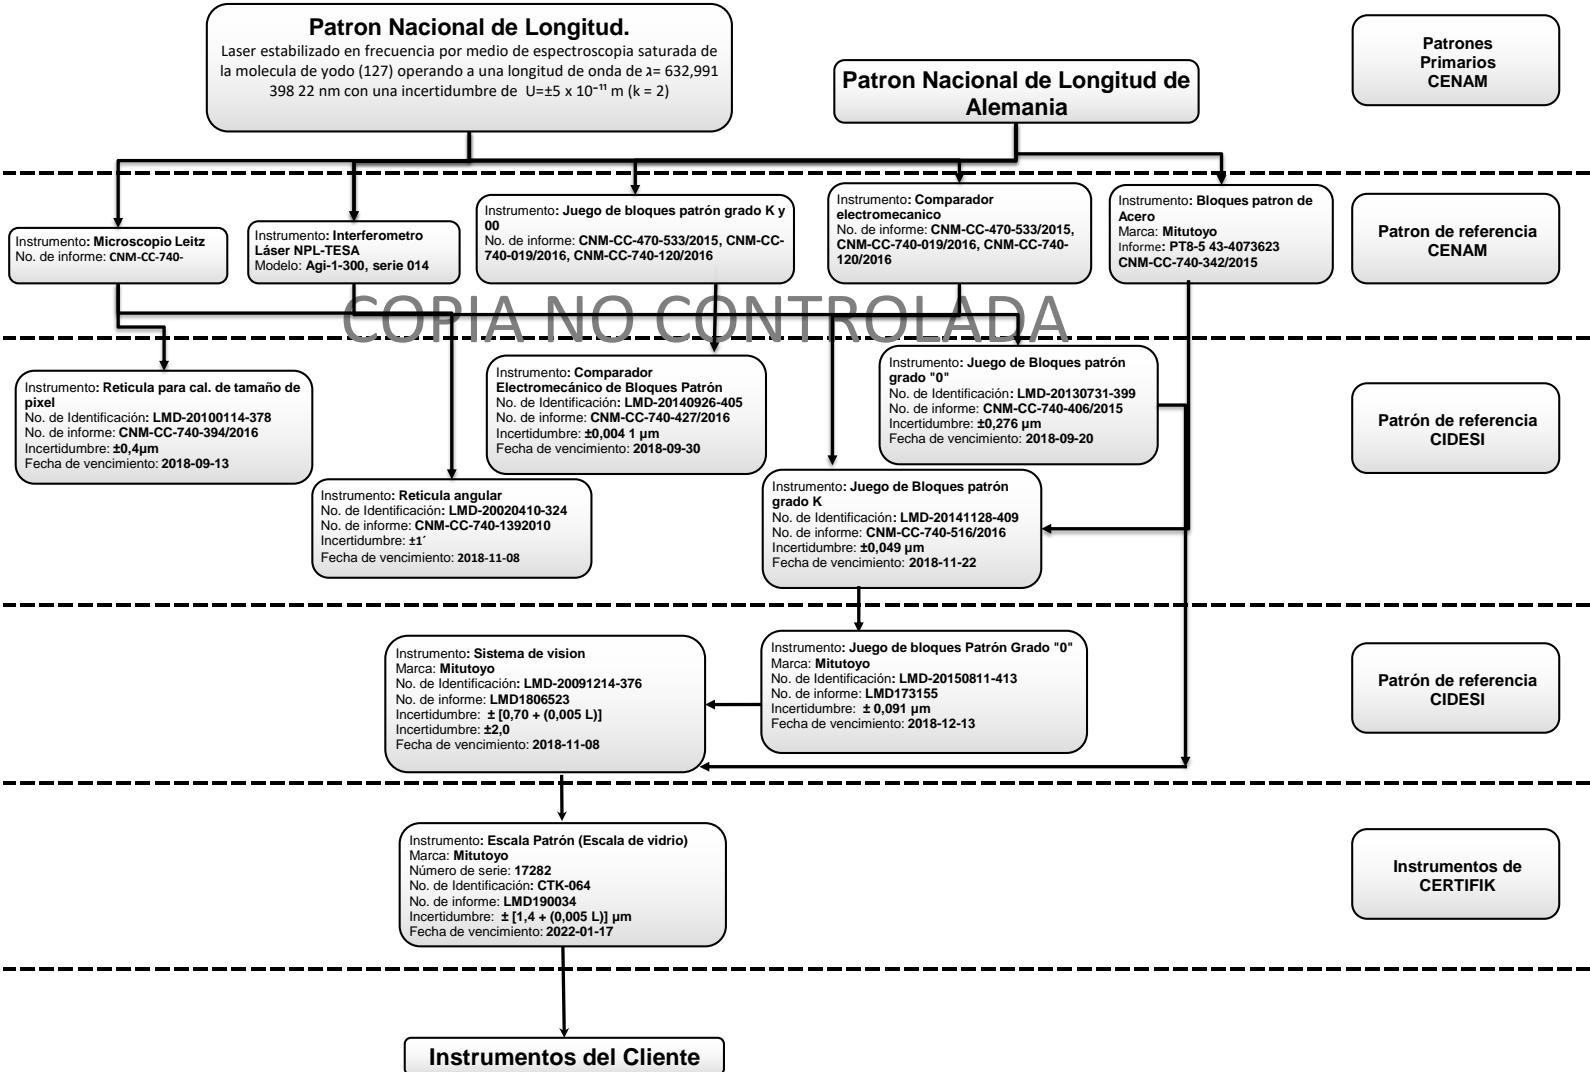 Patron Nacional de Longitud.
Laser estabilizado en frecuencia por medio de espectroscopia saturada de
la molecula de yodo (127) operando a una longitud de onda de λ= 632,991
398 22 nm con una incertidumbre de U=±5 x 10⁻¹¹ m (k = 2)
Patron Nacional de Longitud de
Alemania
Patrones
Primarios
CENAM
Instrumento: Microscopio Leitz
No. de informe: CNM-CC-740-
Instrumento: Interferometro
Láser NPL-TESA
Modelo: Agi-1-300, serie 014
Instrumento: Juego de bloques patrón grado K y
00
No. de informe: CNM-CC-470-533/2015, CNM-CC-
740-019/2016, CNM-CC-740-120/2016
Instrumento: Comparador
electromecanico
No. de informe: CNM-CC-470-533/2015,
CNM-CC-740-019/2016, CNM-CC-740-
120/2016
Instrumento: Bloques patron de
Acero
Marca: Mitutoyo
Informe: PT8-5 43-4073623
CNM-CC-740-342/2015
Patron de referencia
CENAM
COPIA NO CONTROLADA
Instrumento: Reticula para cal. de tamaño de
pixel
No. de Identificación: LMD-20100114-378
No. de informe: CNM-CC-740-394/2016
Incertidumbre: ±0,4µm
Fecha de vencimiento: 2018-09-13
Instrumento: Comparador
Electromecánico de Bloques Patrón
No. de Identificación: LMD-20140926-405
No. de informe: CNM-CC-740-427/2016
Incertidumbre: ±0,004 1 µm
Fecha de vencimiento: 2018-09-30
Instrumento: Juego de Bloques patrón
grado "0"
No. de Identificación: LMD-20130731-399
No. de informe: CNM-CC-740-406/2015
Incertidumbre: ±0,276 µm
Fecha de vencimiento: 2018-09-20
Patrón de referencia
CIDESI
Instrumento: Reticula angular
No. de Identificación: LMD-20020410-324
No. de informe: CNM-CC-740-1392010
Incertidumbre: ±1´
Fecha de vencimiento: 2018-11-08
Instrumento: Juego de Bloques patrón
grado K
No. de Identificación: LMD-20141128-409
No. de informe: CNM-CC-740-516/2016
Incertidumbre: ±0,049 µm
Fecha de vencimiento: 2018-11-22
Instrumento: Sistema de vision
Marca: Mitutoyo
No. de Identificación: LMD-20091214-376
No. de informe: LMD1806523
Incertidumbre: ± [0,70 + (0,005 L)]
Incertidumbre: ±2,0
Fecha de vencimiento: 2018-11-08
Instrumento: Juego de bloques Patrón Grado "0"
Marca: Mitutoyo
No. de Identificación: LMD-20150811-413
No. de informe: LMD173155
Incertidumbre: ± 0,091 µm
Fecha de vencimiento: 2018-12-13
Patrón de referencia
CIDESI
Instrumento: Escala Patrón (Escala de vidrio)
Marca: Mitutoyo
Número de serie: 17282
No. de Identificación: CTK-064
No. de informe: LMD190034
Incertidumbre: ± [1,4 + (0,005 L)] µm
Fecha de vencimiento: 2022-01-17
Instrumentos de
CERTIFIK
Instrumentos del Cliente